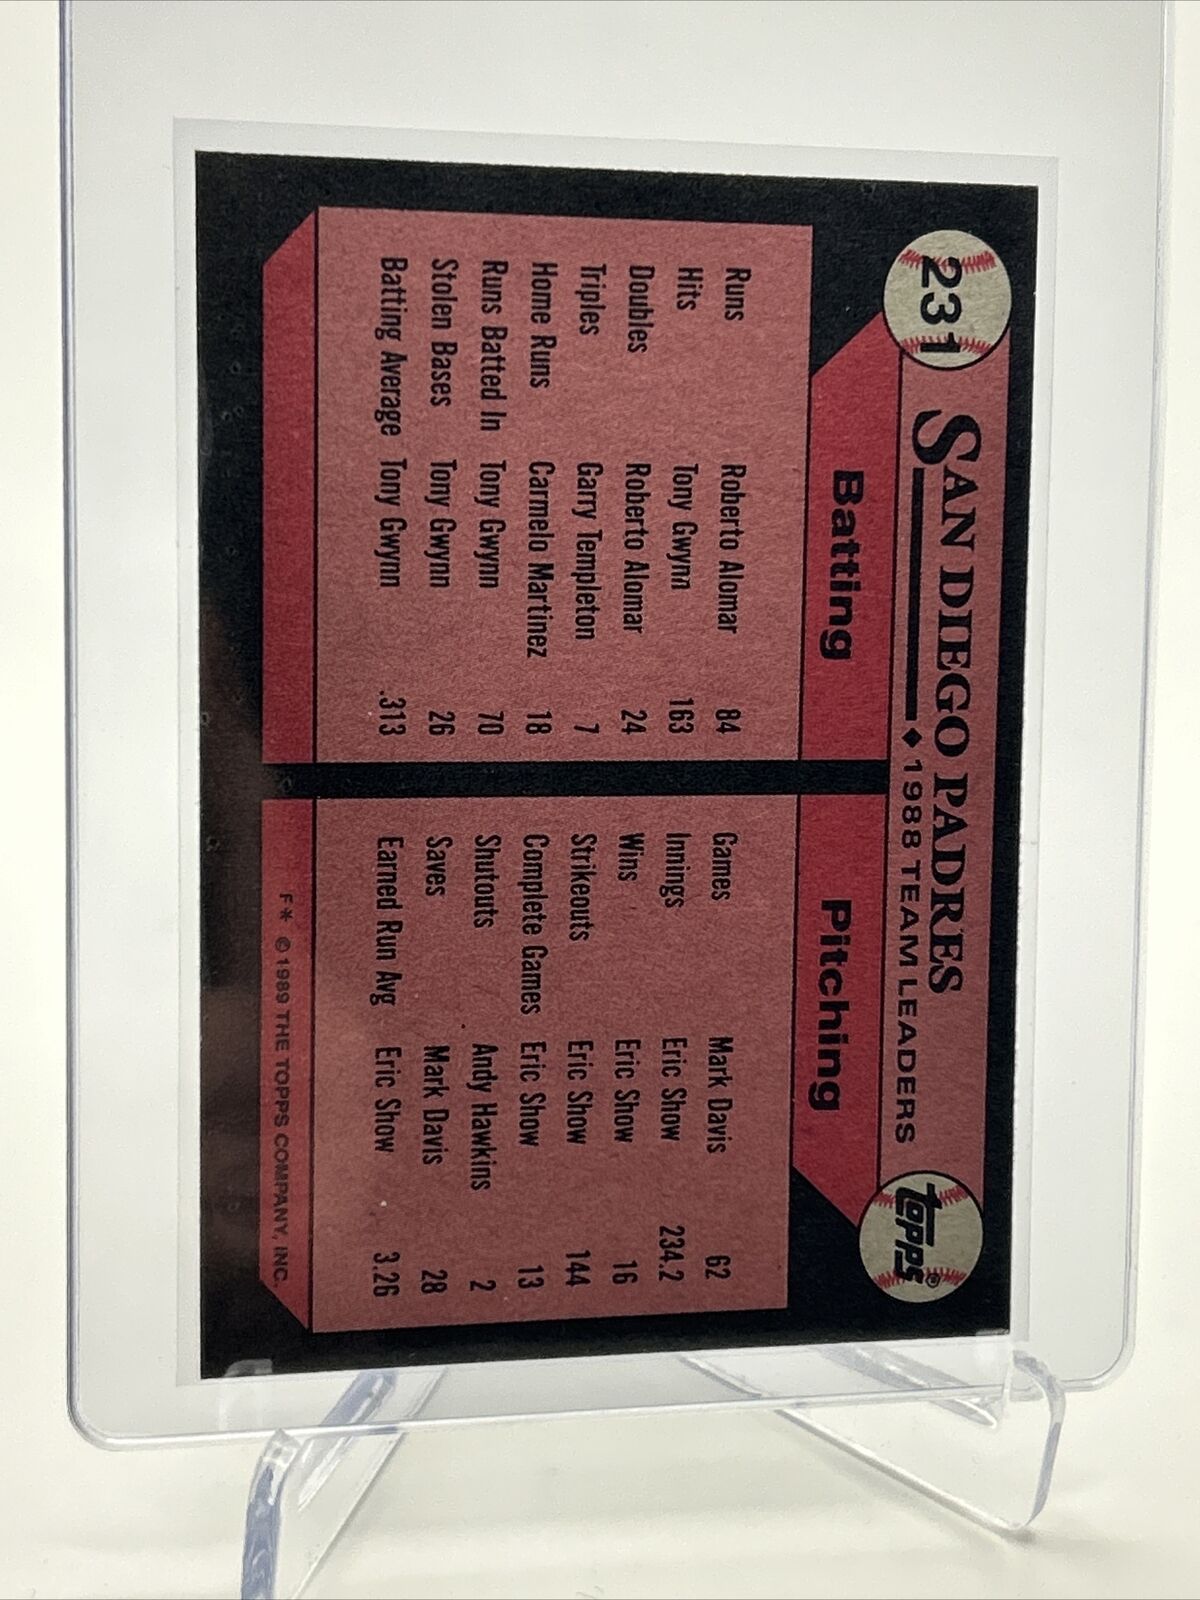 231
SAN DIEGO PADRES
◆ 1988 TEAM LEADERS
topps®
Batting
Runs Roberto Alomar 84
Hits Tony Gwynn 163
Doubles Roberto Alomar 24
Triples Garry Templeton 7
Home Runs Carmelo Martinez 18
Runs Batted In Tony Gwynn 70
Stolen Bases Tony Gwynn 26
Batting Average Tony Gwynn .313
Pitching
Games Mark Davis 62
Innings Eric Show 234.2
Wins Eric Show 16
Strikeouts Eric Show 144
Complete Games Eric Show 13
Shutouts Andy Hawkins 2
Saves Mark Davis 28
Earned Run Avg Eric Show 3.26
F* © 1989 THE TOPPS COMPANY, INC.